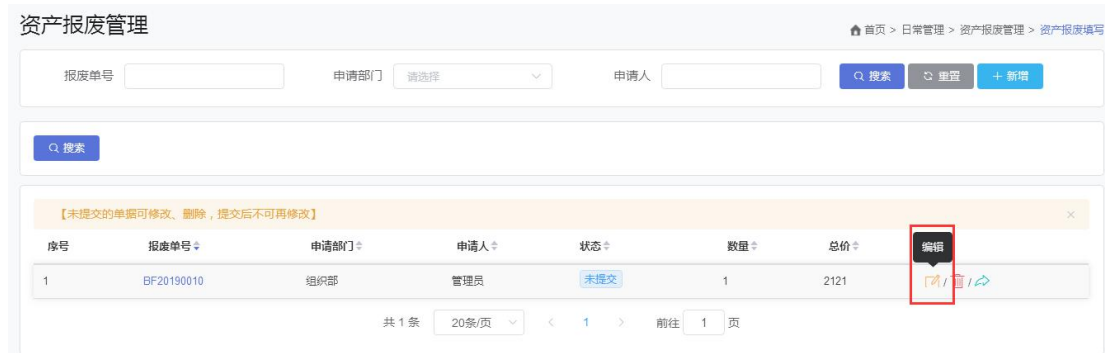 资产报废管理
首页 > 日常管理 > 资产报废管理 > 资产报废填写
报废单号 申请部门 请选择 申请人 搜索 重置 + 新增
搜索
【未提交的单据可修改、删除，提交后不可再修改】 ×
序号 报废单号 申请部门 申请人 状态 数量 总价 编辑
1 BF20190010 组织部 管理员 未提交 1 2121 / /
共 1 条 20条/页 < 1 > 前往 1 页